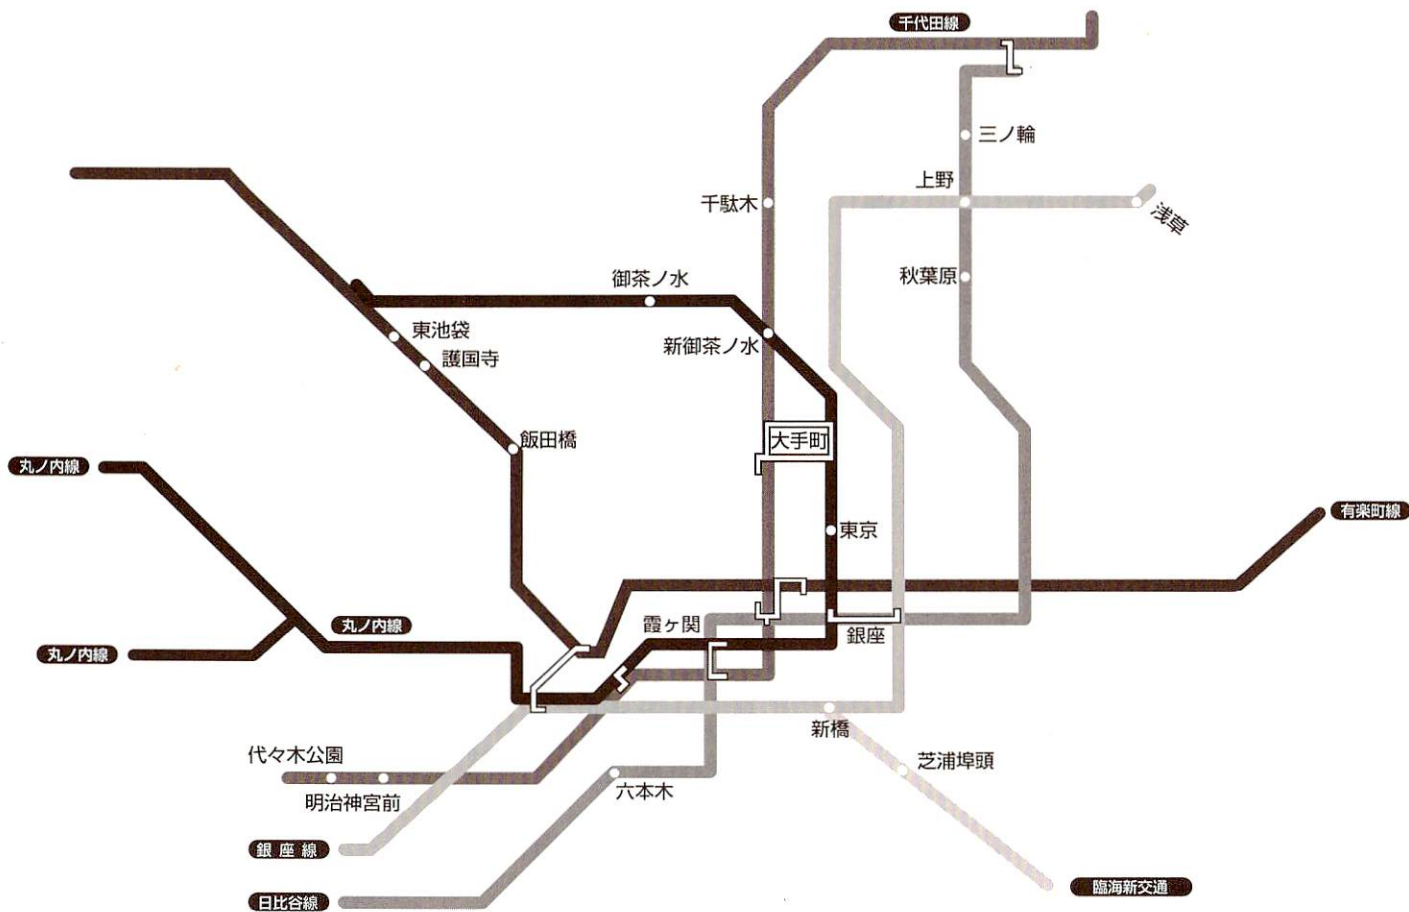 千代田線
三ノ輪
上野
千駄木
浅草
御茶ノ水
秋葉原
東池袋
新御茶ノ水
護国寺
飯田橋
大手町
丸ノ内線
有楽町線
東京
丸ノ内線
霞ヶ関
銀座
丸ノ内線
新橋
代々木公園
芝浦埠頭
明治神宮前
六本木
銀座線
臨海新交通
日比谷線